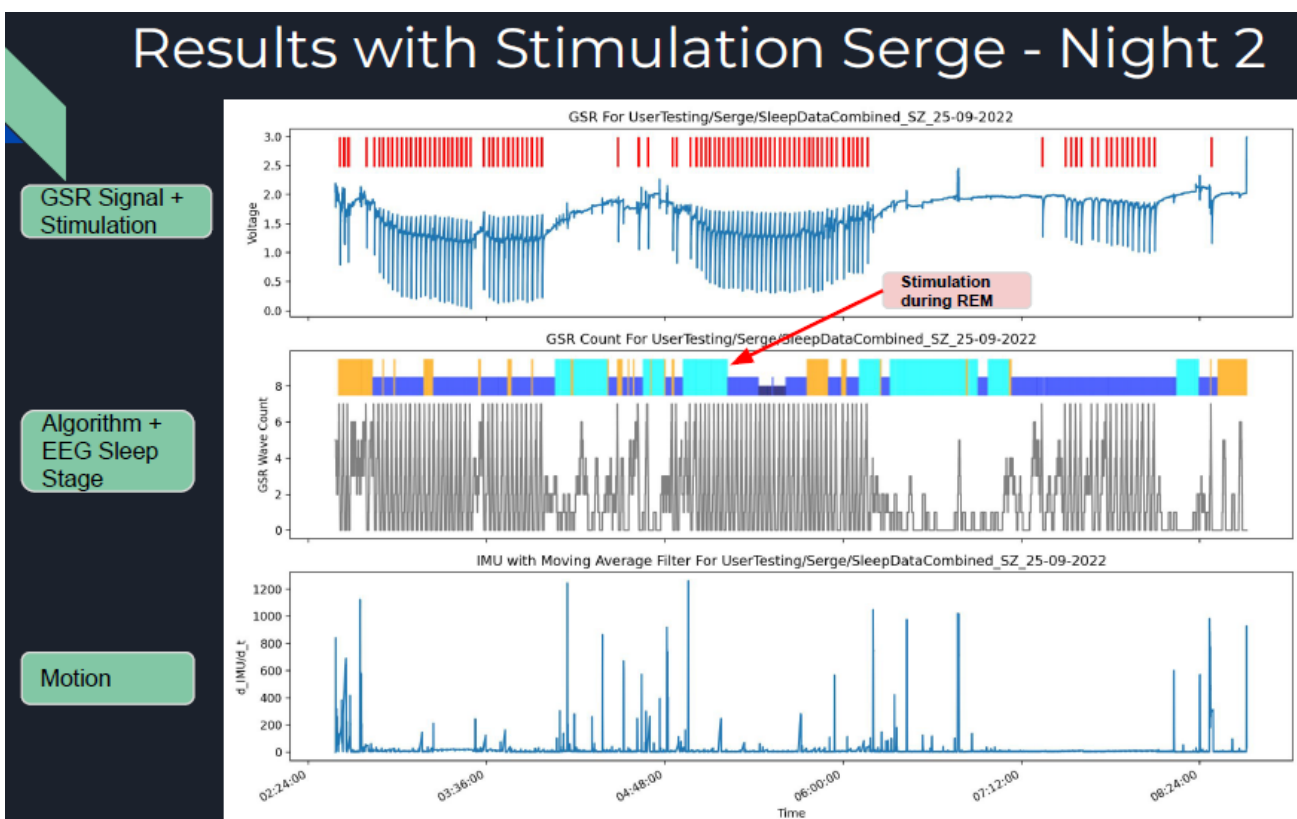 Results with Stimulation Serge - Night 2
GSR Signal +
Stimulation
GSR For UserTesting/Serge/SleepDataCombined_SZ_25-09-2022
Voltage
3.0
2.5
2.0
1.5
1.0
0.5
0.0
Stimulation
during REM
Algorithm +
EEG Sleep
Stage
GSR Count For UserTesting/Serge/SleepDataCombined_SZ_25-09-2022
GSR Wave Count
8
6
4
2
0
Motion
IMU with Moving Average Filter For UserTesting/Serge/SleepDataCombined_SZ_25-09-2022
d_IMU/d_t
1200
1000
800
600
400
200
0
02:24:00
03:36:00
04:48:00
06:00:00
07:12:00
08:24:00
Time